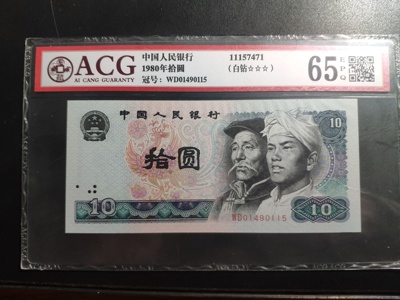 ACG
AI CANG GUARANTY
中国人民银行
1980年拾圆
冠号: WD01490115
11157471
(白钻☆☆☆)
65 EPQ
中国人民银行
10
拾圆
WD01490115
10
10